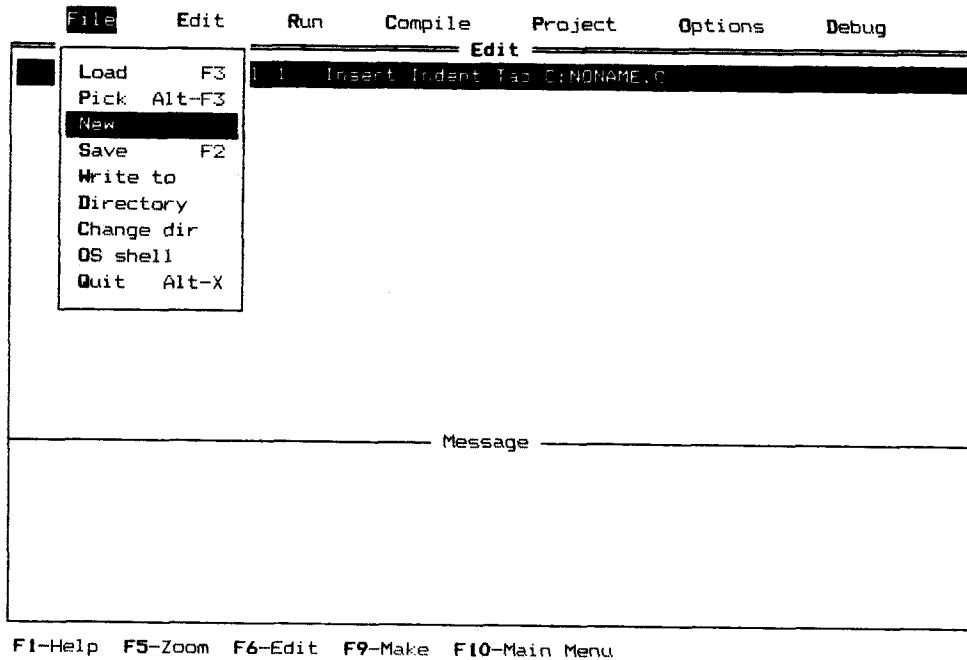 File Edit Run Compile Project Options Debug
Edit
Load F3
1 1 Insert Indent Tab C:NONAME.C
Pick Alt-F3
New
Save F2
Write to
Directory
Change dir
OS shell
Quit Alt-X
Message
F1-Help F5-Zoom F6-Edit F9-Make F10-Main Menu